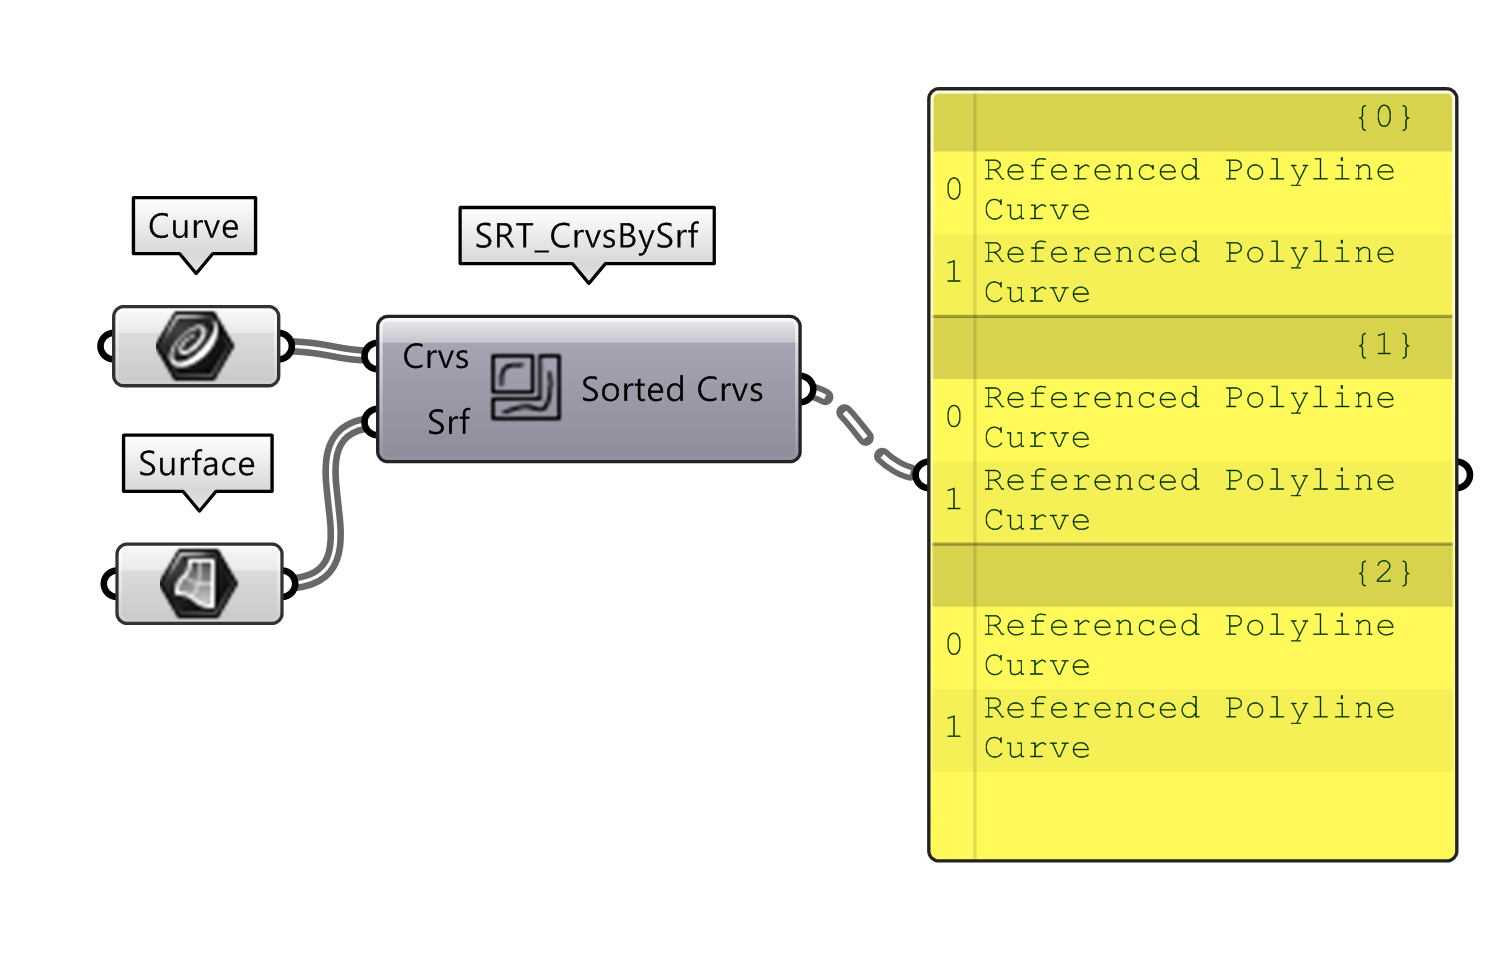 Curve
SRT_CrvsBySrf
Surface
Crvs
Srf
Sorted Crvs
{0}
0 Referenced Polyline
Curve
1 Referenced Polyline
Curve
{1}
0 Referenced Polyline
Curve
1 Referenced Polyline
Curve
{2}
0 Referenced Polyline
Curve
1 Referenced Polyline
Curve